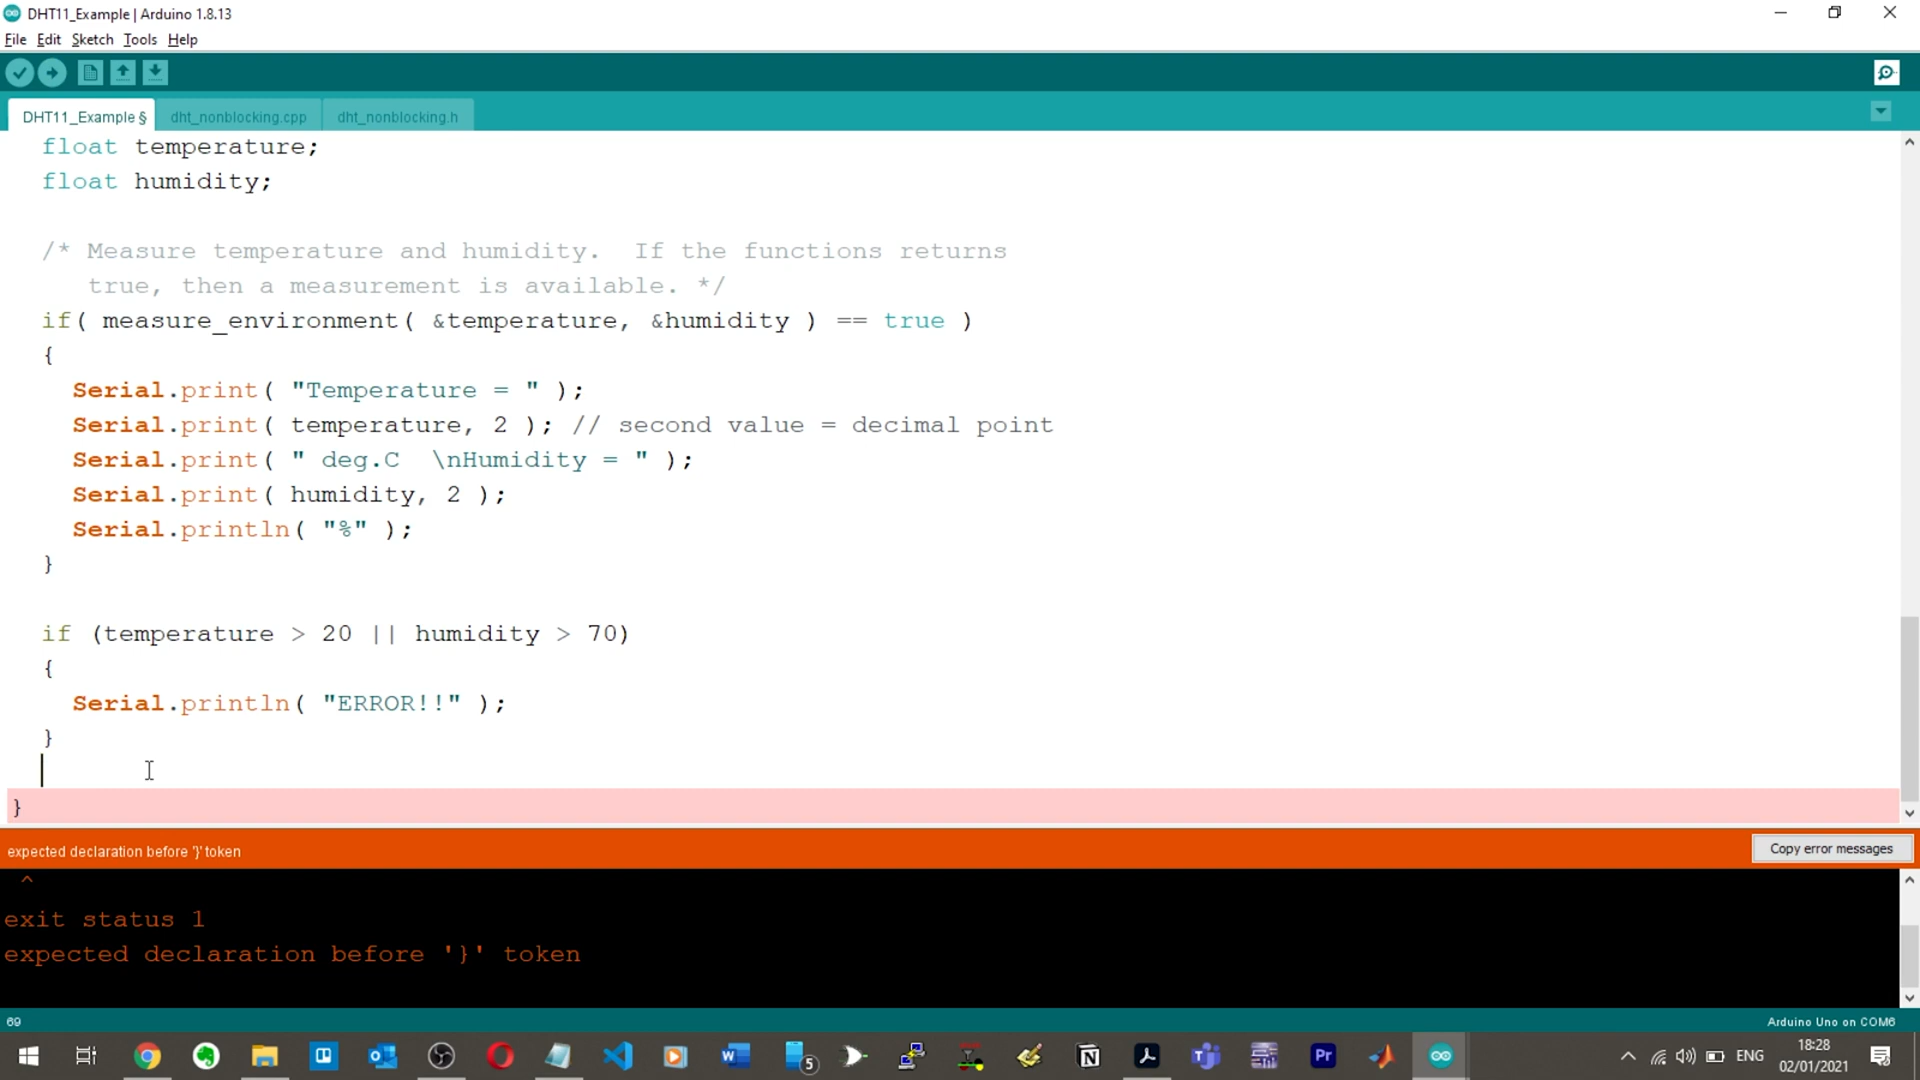 DHT11_Example | Arduino 1.8.13
File Edit Sketch Tools Help
DHT11_Example § dht_nonblocking.cpp dht_nonblocking.h
float temperature;
float humidity;
/* Measure temperature and humidity.  If the functions returns
true, then a measurement is available. */
if( measure_environment( &temperature, &humidity ) == true )
{
Serial.print( "Temperature = " );
Serial.print( temperature, 2 ); // second value = decimal point
Serial.print( " deg.C  \nHumidity = " );
Serial.print( humidity, 2 );
Serial.println( "%" );
}
if (temperature > 20 || humidity > 70)
{
Serial.println( "ERROR!!" );
}
}
expected declaration before '}' token
Copy error messages
^
exit status 1
expected declaration before '}' token
69
Arduino Uno on COM6
5
Pr
ENG
18:28
02/01/2021